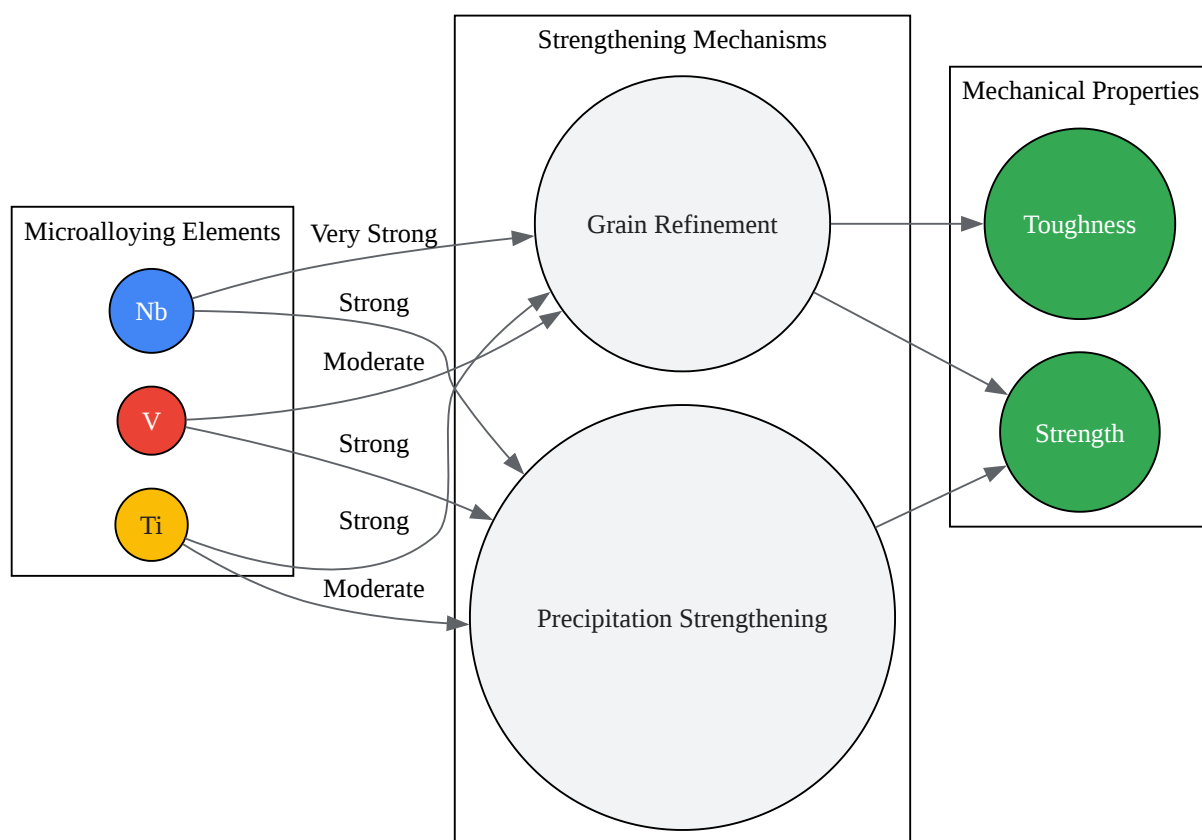 Strengthening Mechanisms
Mechanical Properties
Microalloying Elements
Very Strong
Grain Refinement
Toughness
Nb
Strong
Moderate
V
Strong
Strength
Ti
Strong
Moderate
Precipitation Strengthening